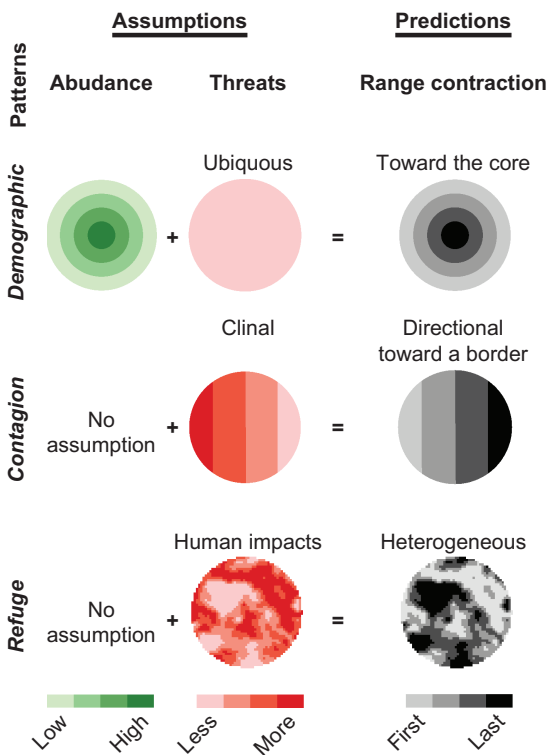 Assumptions Predictions
Patterns
Abudance Threats Range contraction
Demographic
Ubiquous Toward the core
+ =
Contagion
Clinal Directional
toward a border
No
assumption
+ =
Refuge
Human impacts Heterogeneous
No
assumption
+ =
Low High Less More First Last